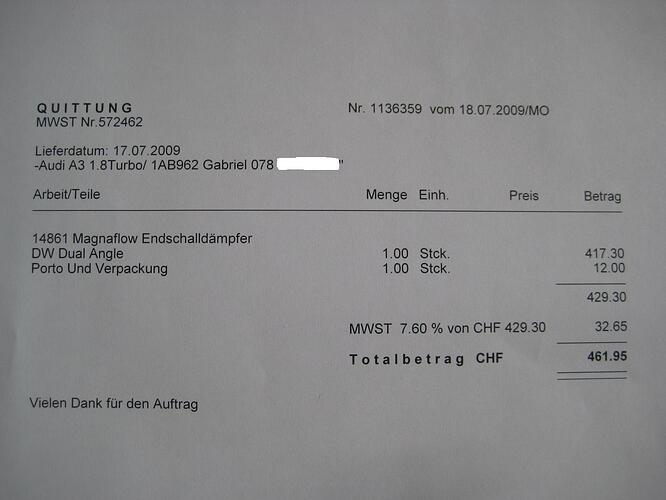 QUITTUNG Nr. 1136359 vom 18.07.2009/MO
MWST Nr.572462
Lieferdatum: 17.07.2009
-Audi A3 1.8Turbo/ 1AB962 Gabriel 078 "
Arbeit/Teile Menge Einh. Preis Betrag
14861 Magnaflow Endschalldämpfer
DW Dual Angle 1.00 Stck. 417.30
Porto Und Verpackung 1.00 Stck. 12.00
429.30
MWST 7.60 % von CHF 429.30 32.65
Totalbetrag CHF 461.95
Vielen Dank für den Auftrag